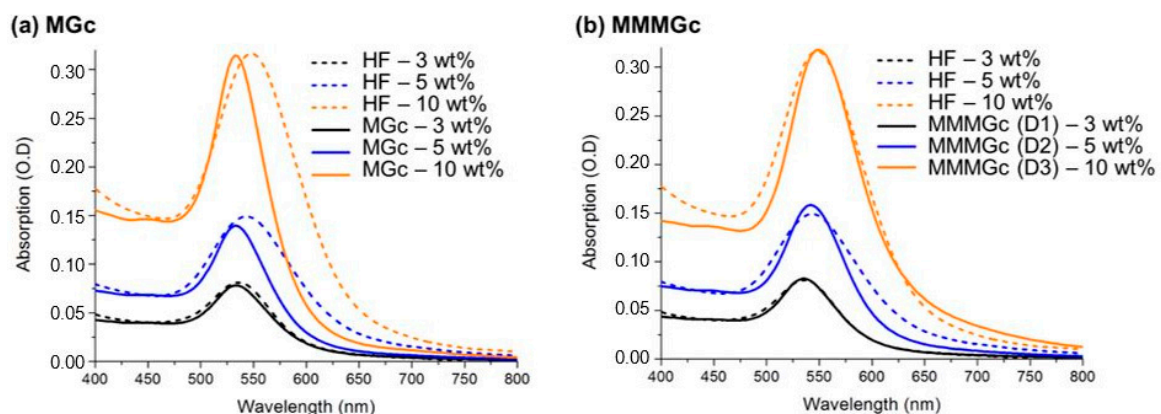 (a) MGc
HF – 3 wt%
HF – 5 wt%
HF – 10 wt%
MGc – 3 wt%
MGc – 5 wt%
MGc – 10 wt%
Absorption (O.D)
0.30
0.25
0.20
0.15
0.10
0.05
0.00
400 450 500 550 600 650 700 750 800
Wavelength (nm)
(b) MMMGc
HF – 3 wt%
HF – 5 wt%
HF – 10 wt%
MMMGc (D1) – 3 wt%
MMMGc (D2) – 5 wt%
MMMGc (D3) – 10 wt%
Absorption (O.D)
0.30
0.25
0.20
0.15
0.10
0.05
0.00
400 450 500 550 600 650 700 750 800
Wavelength (nm)